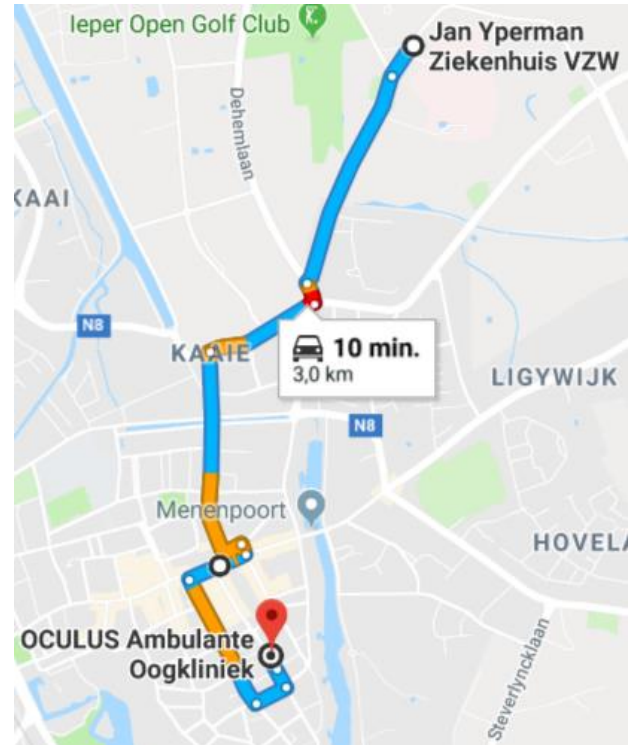 Ieper Open Golf Club
Jan Yperman
Ziekenhuis VZW
Dehemlaan
KAAI
N8
KAAIE
10 min.
3,0 km
LIGYWIJK
N8
Menenpoort
HOVELA
OCULUS Ambulante
Oogkliniek
Steverlyncklaan